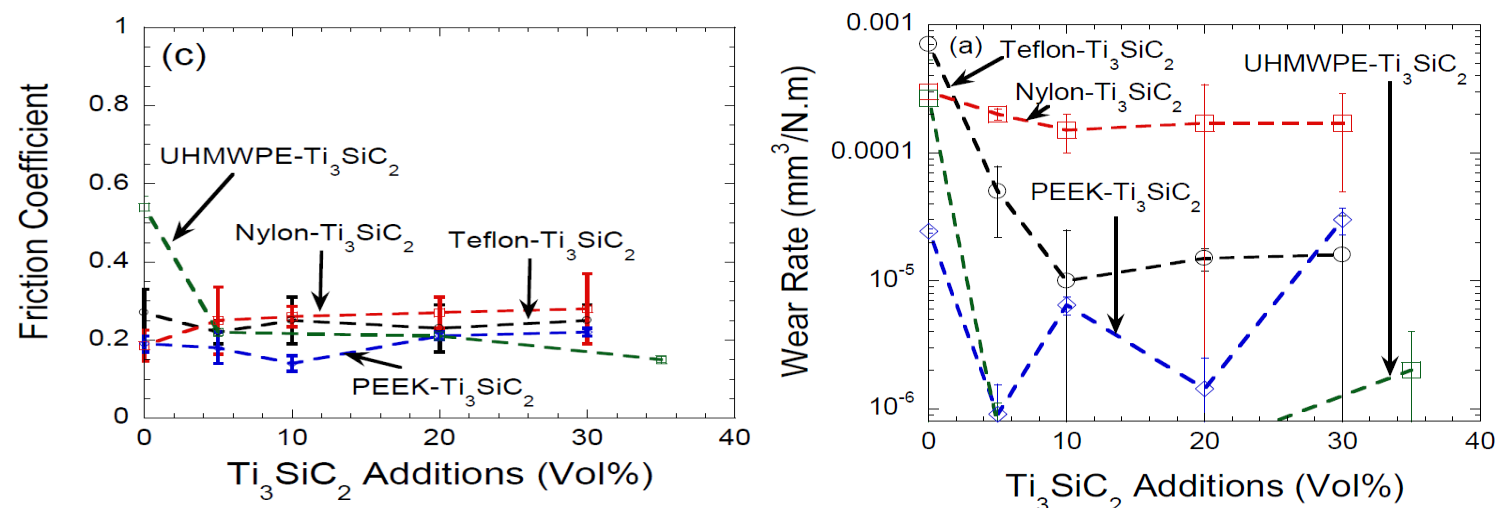 (c)
Friction Coefficient
1
0.8
0.6
0.4
0.2
0
UHMWPE-Ti₃SiC₂
Nylon-Ti₃SiC₂
Teflon-Ti₃SiC₂
PEEK-Ti₃SiC₂
0 10 20 30 40
Ti₃SiC₂ Additions (Vol%)
(a)
Wear Rate (mm³/N.m)
0.001
0.0001
10⁻⁵
10⁻⁶
Teflon-Ti₃SiC₂
UHMWPE-Ti₃SiC₂
Nylon-Ti₃SiC₂
PEEK-Ti₃SiC₂
0 10 20 30 40
Ti₃SiC₂ Additions (Vol%)